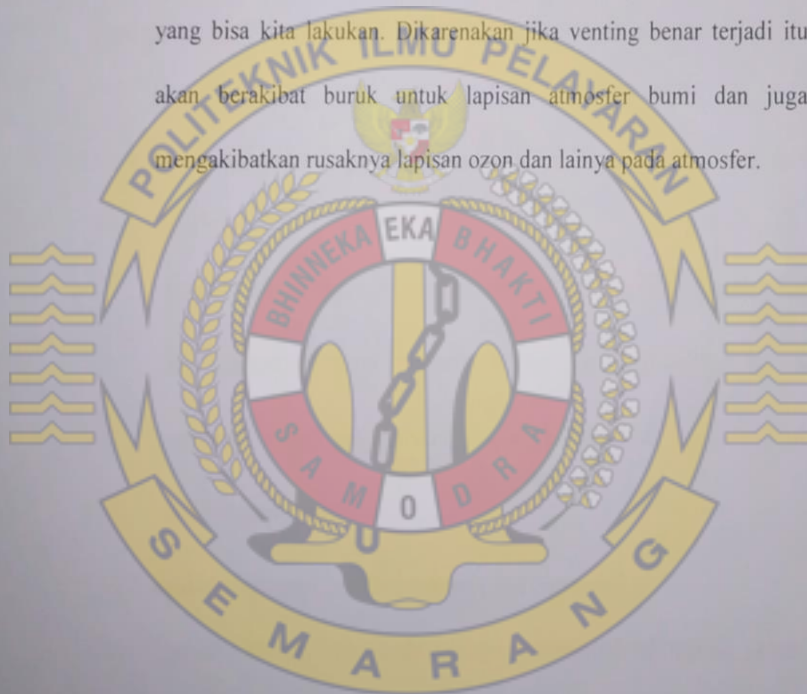 yang bisa kita lakukan. Dikarenakan jika venting benar terjadi itu
akan berakibat buruk untuk lapisan atmosfer bumi dan juga
mengakibatkan rusaknya lapisan ozon dan lainya pada atmosfer.
POLITEKNIK ILMU PELAYARAN
BHINNEKA EKA BHAKTI
SAMODRA
SEMARANG